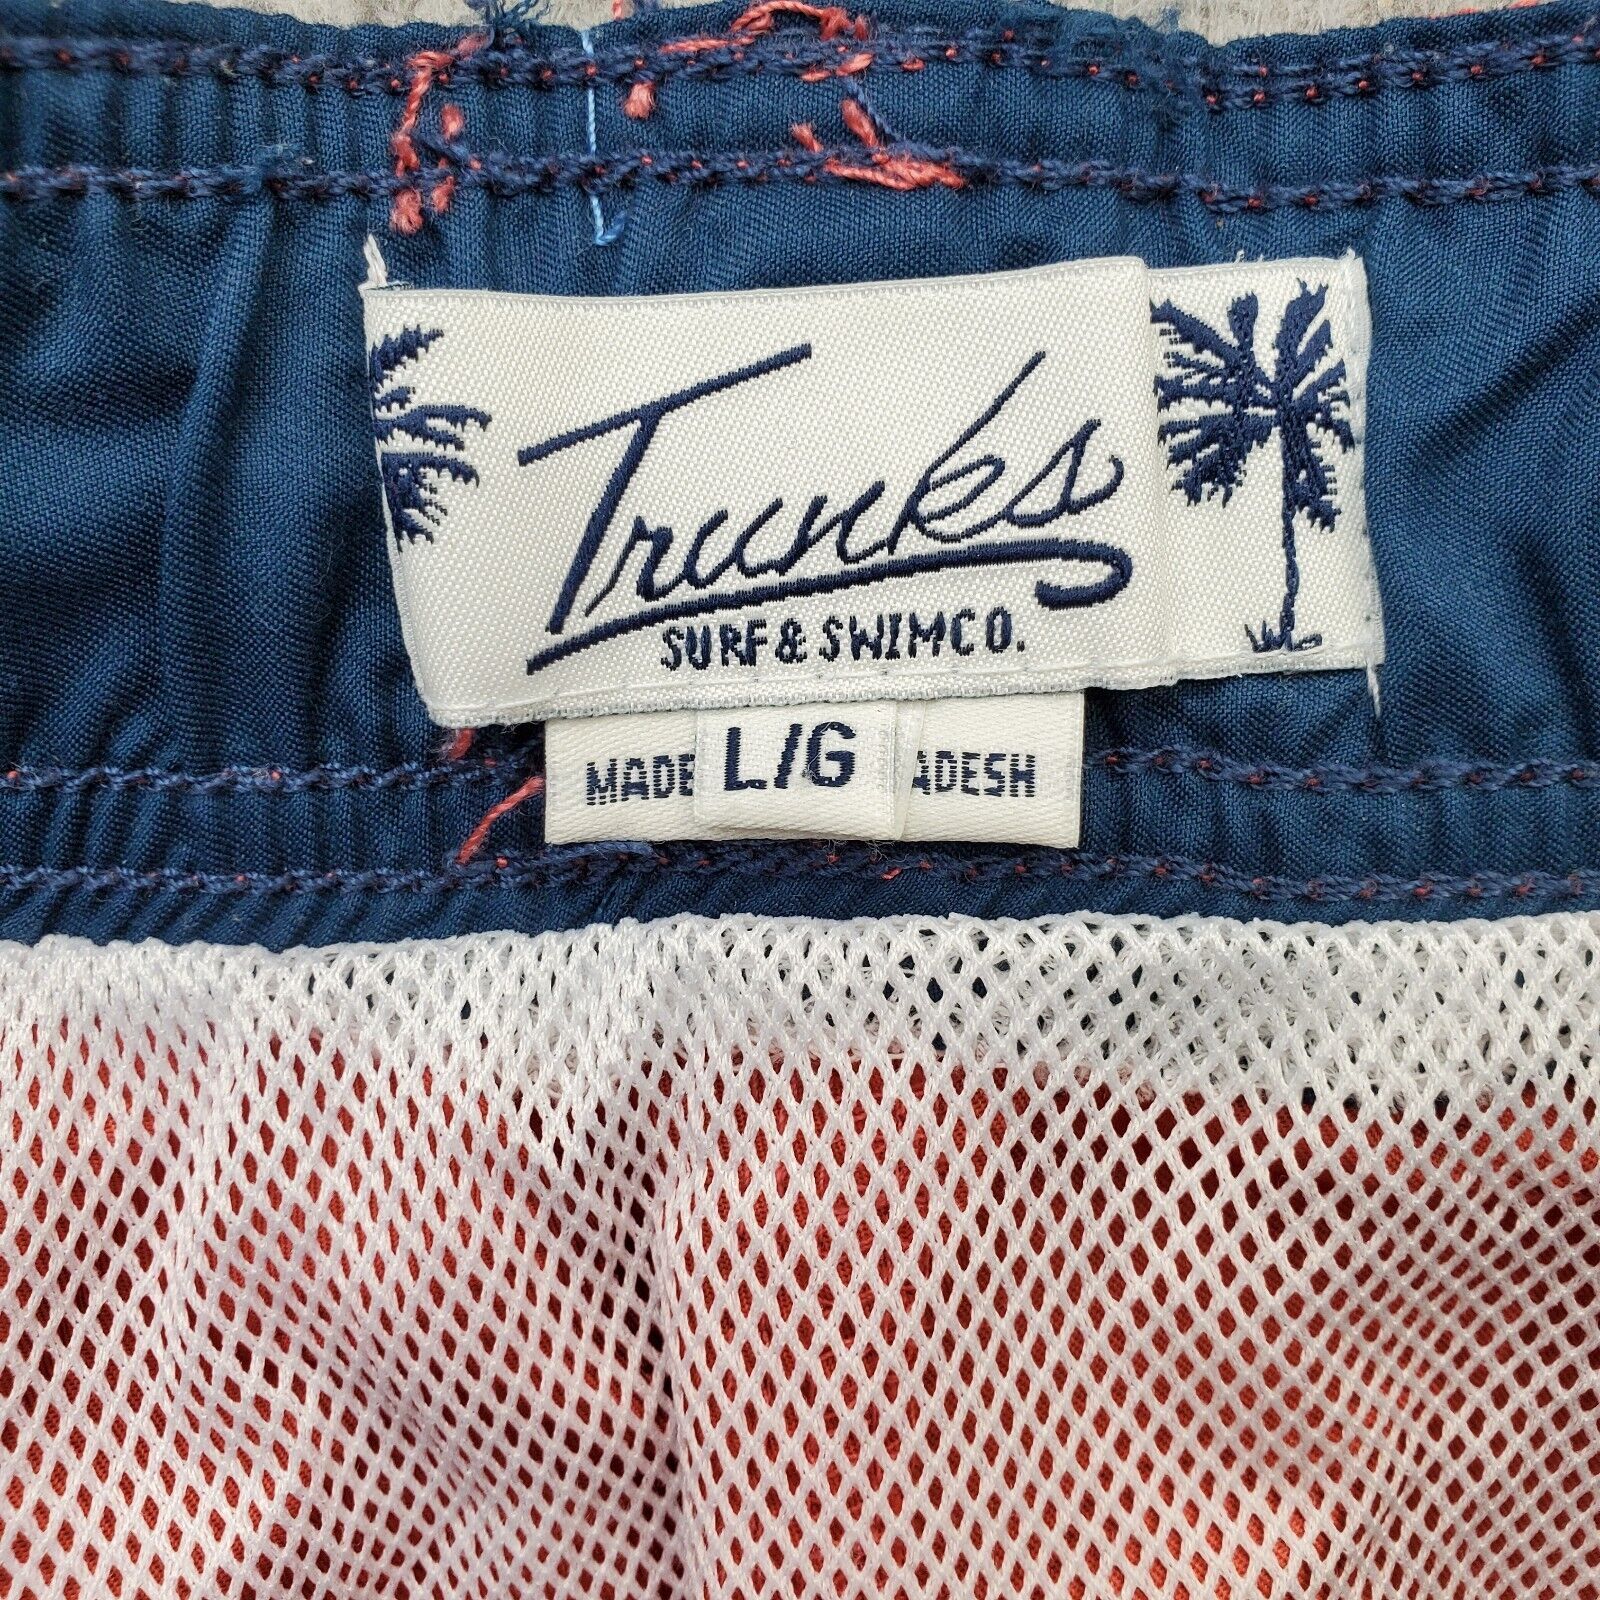 Trunks
SURF & SWIM CO.
L/G
MADE ADESH